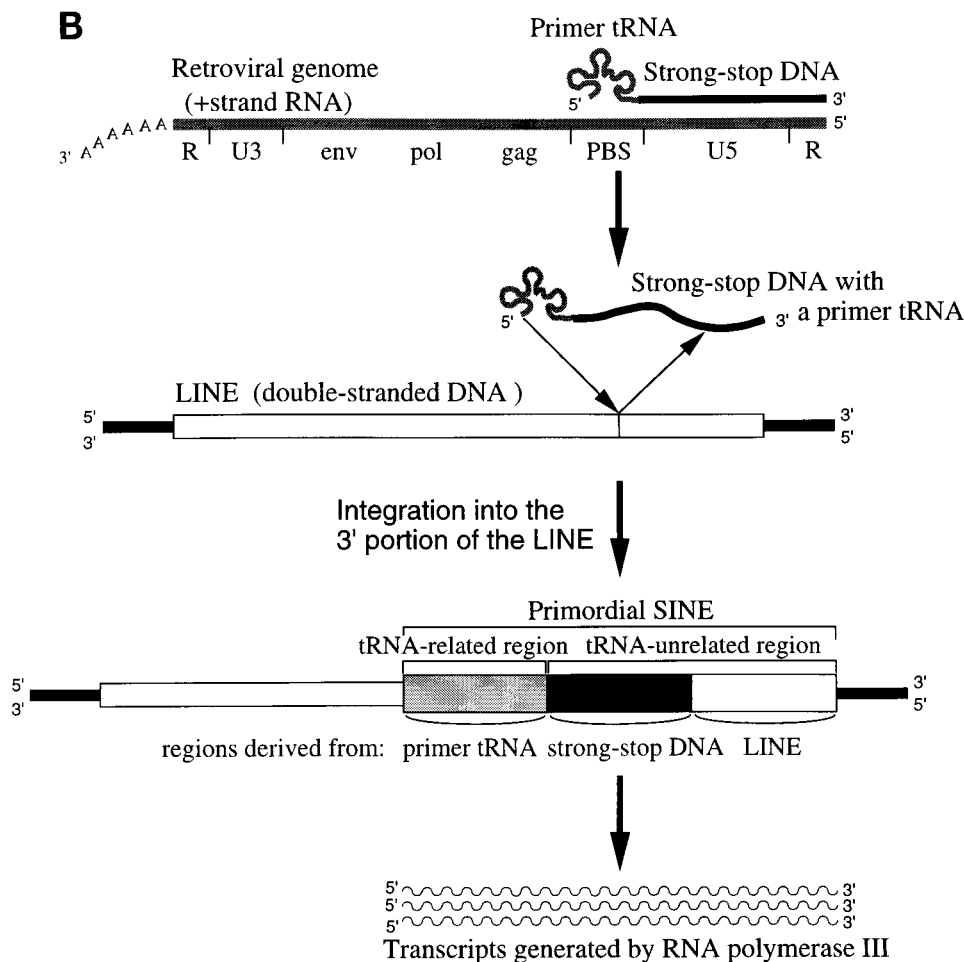 B
Primer tRNA
Retroviral genome
(+strand RNA)
Strong-stop DNA
5'
3'
3' A A A A A A
5'
R U3 env pol gag PBS U5 R
Strong-stop DNA with
a primer tRNA
5'
3'
LINE (double-stranded DNA )
5'
3'
3'
5'
Integration into the
3' portion of the LINE
Primordial SINE
tRNA-related region tRNA-unrelated region
5'
3'
3'
5'
regions derived from: primer tRNA strong-stop DNA LINE
5' 3'
5' 3'
5' 3'
Transcripts generated by RNA polymerase III